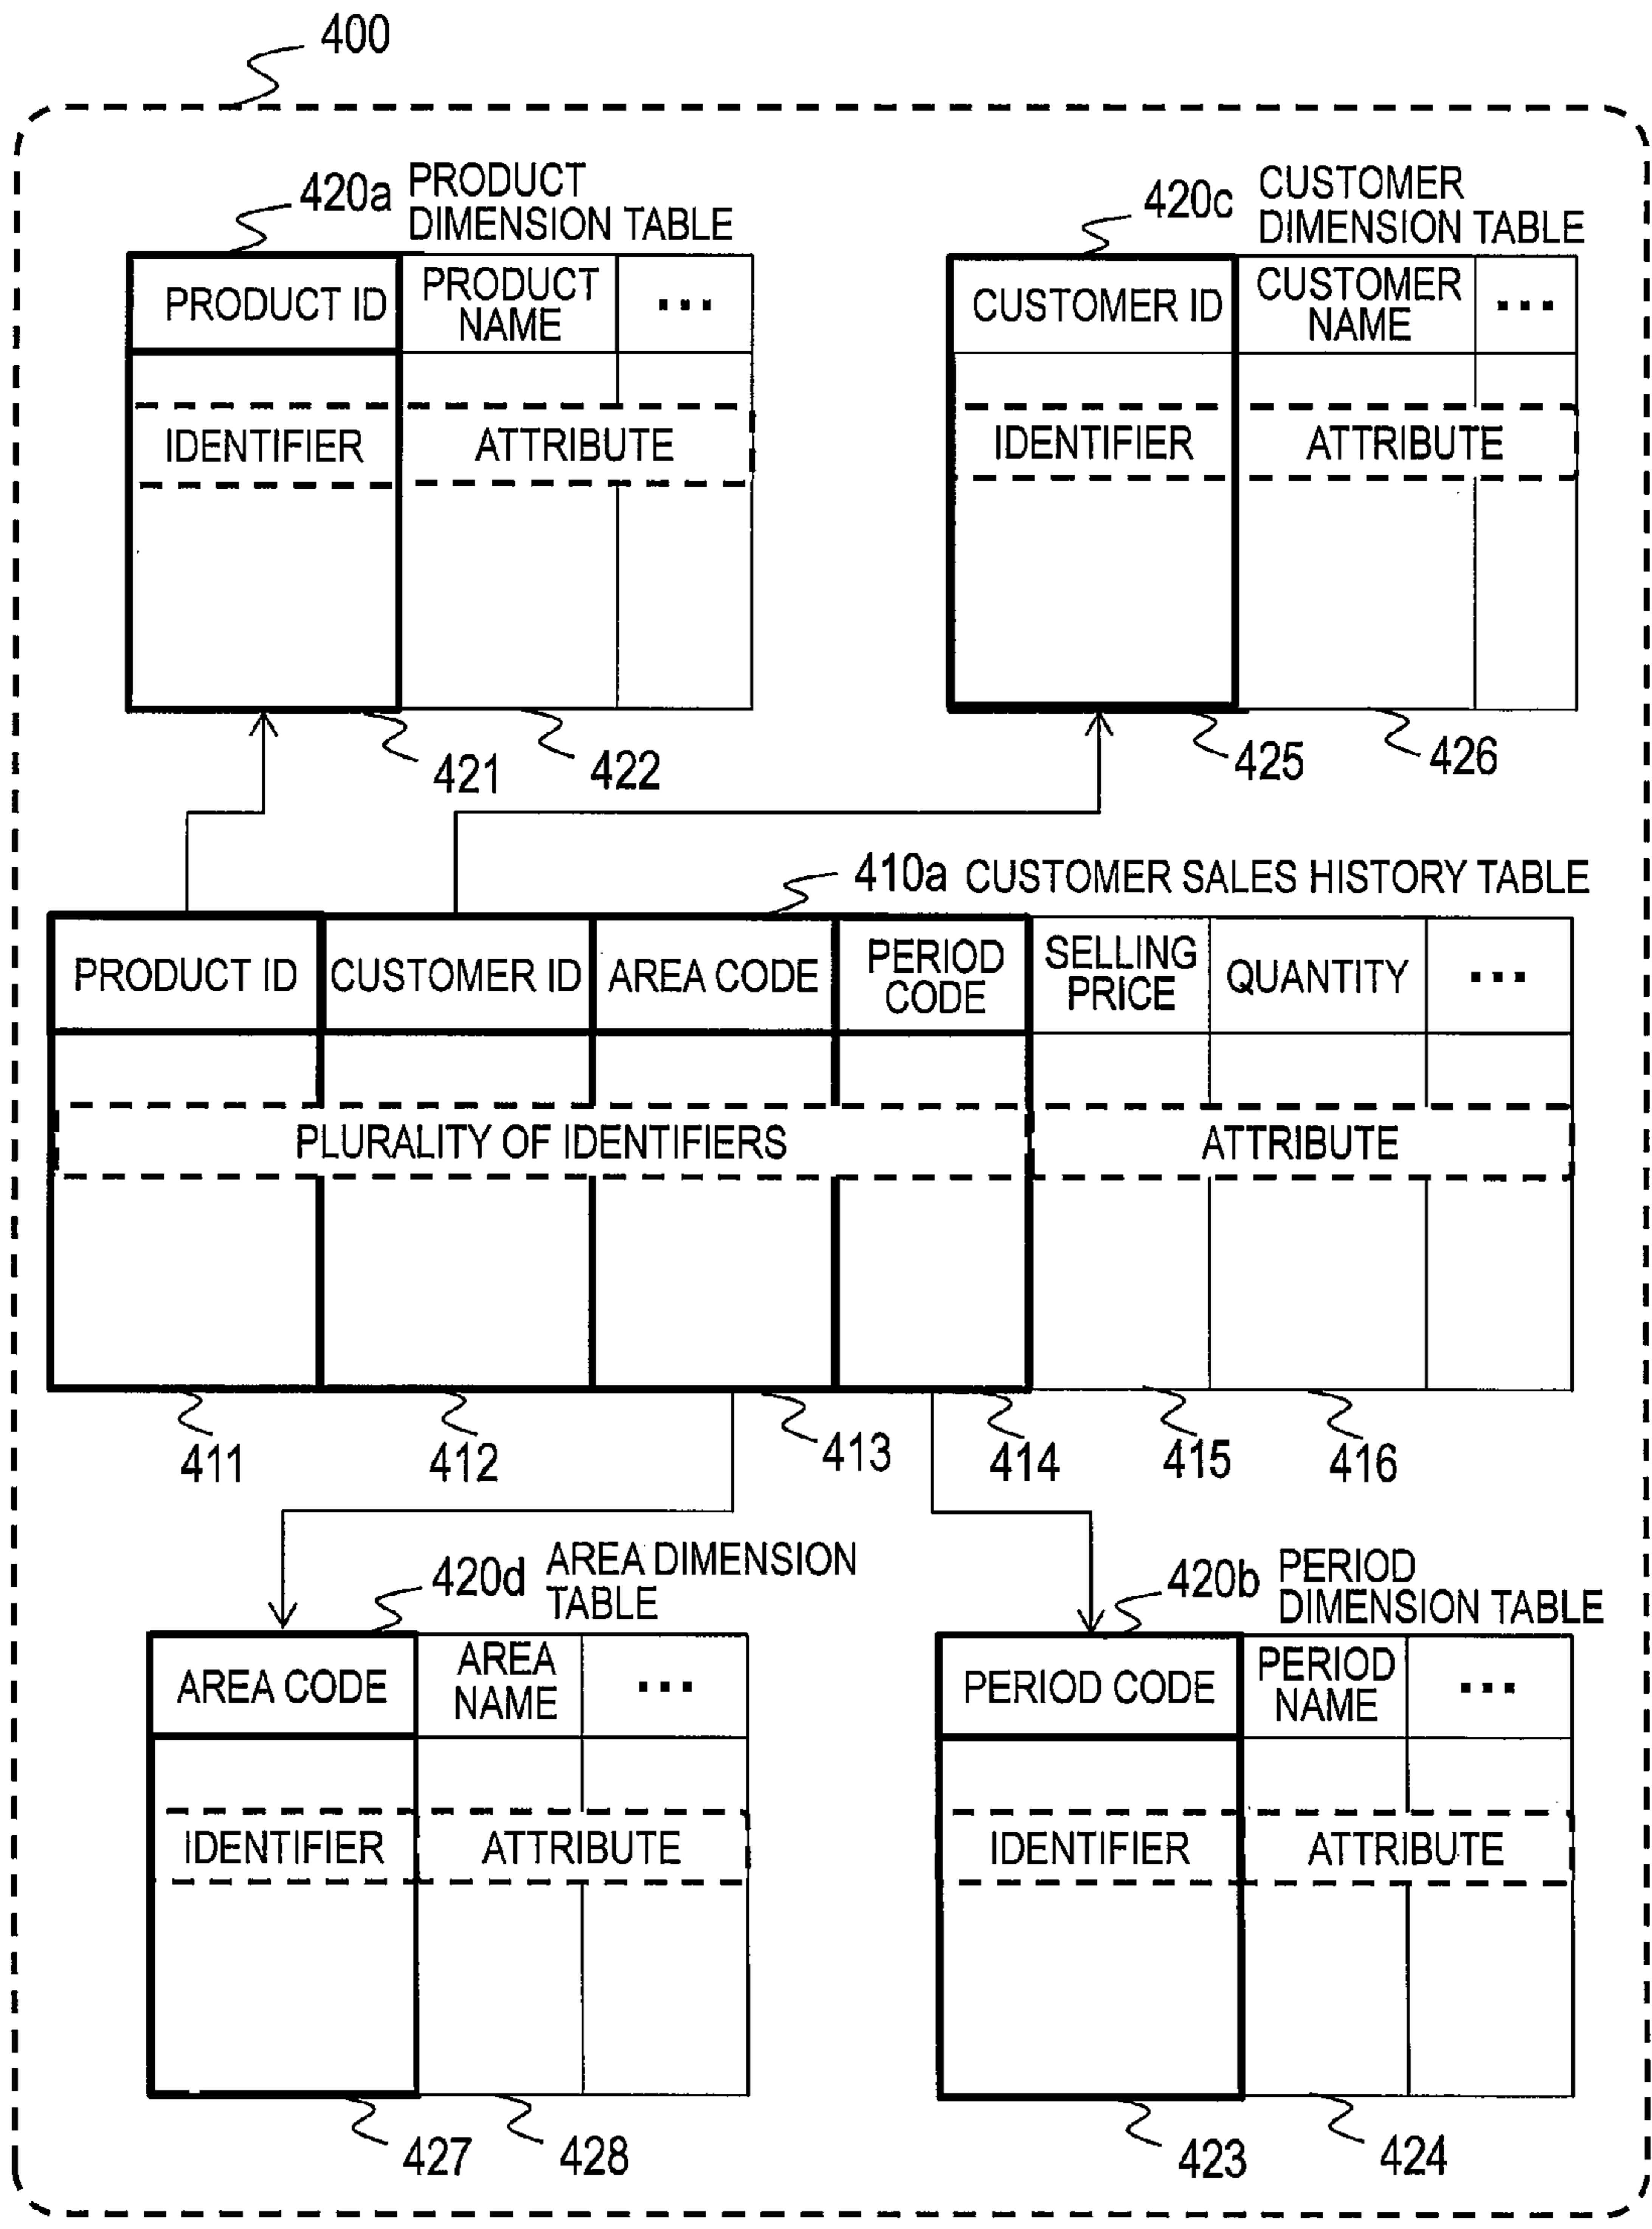 400
420a
PRODUCT
DIMENSION TABLE
PRODUCT ID
PRODUCT
NAME
...
IDENTIFIER
ATTRIBUTE
421
422
420c
CUSTOMER
DIMENSION TABLE
CUSTOMER ID
CUSTOMER
NAME
...
IDENTIFIER
ATTRIBUTE
425
426
410a CUSTOMER SALES HISTORY TABLE
PRODUCT ID
CUSTOMER ID
AREA CODE
PERIOD
CODE
SELLING
PRICE
QUANTITY
...
PLURALITY OF IDENTIFIERS
ATTRIBUTE
411
412
413
414
415
416
420d
AREA DIMENSION
TABLE
AREA CODE
AREA
NAME
...
IDENTIFIER
ATTRIBUTE
427
428
420b
PERIOD
DIMENSION TABLE
PERIOD CODE
PERIOD
NAME
...
IDENTIFIER
ATTRIBUTE
423
424